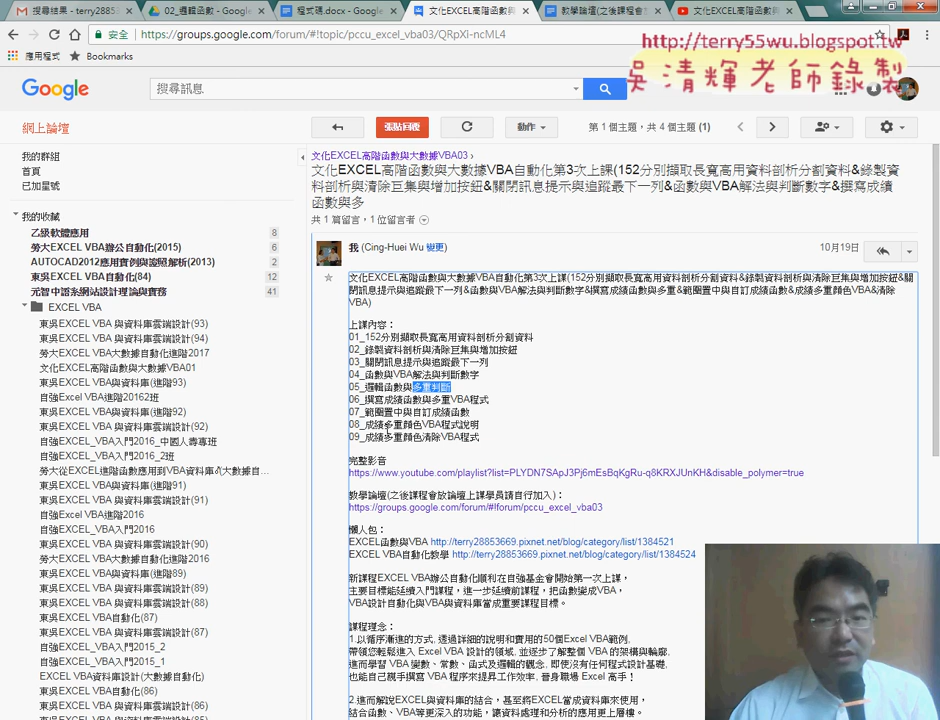 搜尋結果 - terry28853
02_邏輯函數 - Google
程式碼.docx - Google
文化EXCEL高階函數與
教學論壇(之後課程會
文化EXCEL高階函數與
安全 https://groups.google.com/forum/#!topic/pccu_excel_vba03/QRpXl-ncML4
應用程式 Bookmarks
http://terry55wu.blogspot.tw
吳清輝老師錄製
Google
搜尋訊息
網上論壇
張貼回覆
動作
第 1 個主題，共 4 個主題 (1)
我的群組
首頁
已加星號
我的收藏
乙級軟體應用 8
勞大EXCEL VBA辦公自動化(2015) 6
AUTOCAD2012應用實例與證照解析(2013) 2
東吳EXCEL VBA自動化(84) 12
元智中諮系網站設計理論與實務 41
EXCEL VBA
東吳EXCEL VBA 與資料庫雲端設計(93)
東吳EXCEL VBA 與資料庫雲端設計(94)
勞大EXCEL VBA大數據自動化進階2017
文化EXCEL高階函數與大數據VBA01
東吳EXCEL VBA與資料庫(進階93)
自強Excel VBA進階20162班
東吳EXCEL VBA與資料庫(進階92)
東吳EXCEL VBA 與資料庫雲端設計(92)
自強EXCEL_VBA入門2016_中國人壽專班
自強EXCEL_VBA入門2016_2班
勞大從EXCEL進階函數應用到VBA資料庫(大數據自...
東吳EXCEL VBA與資料庫(進階91)
東吳EXCEL VBA 與資料庫雲端設計(91)
自強Excel VBA進階2016
自強EXCEL_VBA入門2016
東吳EXCEL VBA 與資料庫雲端設計(90)
勞大EXCEL VBA大數據自動化進階2016
東吳EXCEL VBA與資料庫(進階89)
東吳EXCEL VBA 與資料庫雲端設計(89)
東吳EXCEL VBA 與資料庫雲端設計(88)
東吳EXCEL VBA自動化(87)
東吳EXCEL VBA 與資料庫雲端設計(87)
自強EXCEL_VBA入門2015_2
自強EXCEL_VBA入門2015_1
EXCEL VBA資料庫設計(大數據自動化)
東吳EXCEL VBA自動化(86)
東吳EXCEL VBA 與資料庫雲端設計(86)
文化EXCEL高階函數與大數據VBA03 ›
文化EXCEL高階函數與大數據VBA自動化第3次上課(152分別擷取長寬高用資料剖析分割資料&錄製資料剖析與清除巨集與增加按鈕&關閉訊息提示與追蹤最下一列&函數與VBA解法與判斷數字&撰寫成績函數與多
共 1 篇留言，1 位留言者
我 (Cing-Huei Wu 變更)
10月19日
文化EXCEL高階函數與大數據VBA自動化第3次上課(152分別擷取長寬高用資料剖析分割資料&錄製資料剖析與清除巨集與增加按鈕&關
閉訊息提示與追蹤最下一列&函數與VBA解法與判斷數字&撰寫成績函數與多重&範圍置中與自訂成績函數&成績多重顏色VBA&清除
VBA)
上課內容：
01_152分別擷取長寬高用資料剖析分割資料
02_錄製資料剖析與清除巨集與增加按鈕
03_關閉訊息提示與追蹤最下一列
04_函數與VBA解法與判斷數字
05_邏輯函數與多重判斷
06_撰寫成績函數與多重VBA程式
07_範圍置中與自訂成績函數
08_成績多重顏色VBA程式說明
09_成績多重顏色清除VBA程式
完整影音
https://www.youtube.com/playlist?list=PLYDN7SApJ3Pj6mEsBqKgRu-q8KRXJUnKH&disable_polymer=true
教學論壇(之後課程會放論壇上課學員請自行加入)：
https://groups.google.com/forum/#!forum/pccu_excel_vba03
懶人包：
EXCEL函數與VBA http://terry28853669.pixnet.net/blog/category/list/1384521
EXCEL VBA自動化教學 http://terry28853669.pixnet.net/blog/category/list/1384524
新課程EXCEL VBA辦公自動化順利在自強基金會開始第一次上課，
主要目標能延續入門課程，進一步延續前課程，把函數變成VBA，
VBA設計自動化與VBA與資料庫當成重要課程目標。
課程理念：
1.以循序漸進的方式, 透過詳細的說明和實用的50個Excel VBA範例,
帶領您輕鬆進入 Excel VBA 設計的領域, 並逐步了解整個 VBA 的架構與輪廓,
進而學習 VBA 變數、常數、函式及邏輯的觀念, 即使沒有任何程式設計基礎,
也能自己親手撰寫 VBA 程序來提昇工作效率, 晉身職場 Excel 高手！
2.進而解說EXCEL與資料庫的結合，甚至將EXCEL當成資料庫來使用，
結合函數、VBA等更深入的功能，讓資料處理和分析的應用更上層樓。